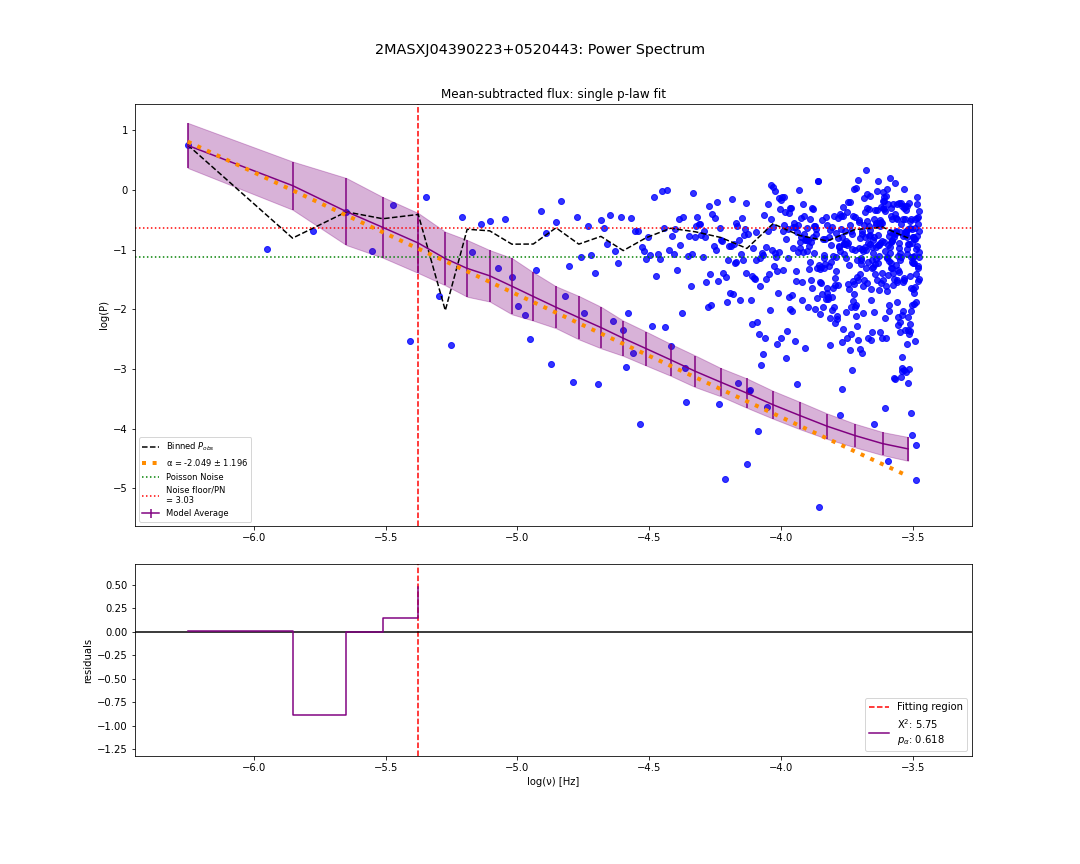 2MASXJ04390223+0520443: Power Spectrum
Mean-subtracted flux: single p-law fit
log(P)
1
0
−1
−2
−3
−4
−5
Binned P_obs
α = -2.049 ± 1.196
Poisson Noise
Noise floor/PN
= 3.03
Model Average
−6.0 −5.5 −5.0 −4.5 −4.0 −3.5
residuals
0.50
0.25
0.00
−0.25
−0.50
−0.75
−1.00
−1.25
Fitting region
X²: 5.75
p_α: 0.618
−6.0 −5.5 −5.0 −4.5 −4.0 −3.5
log(ν) [Hz]